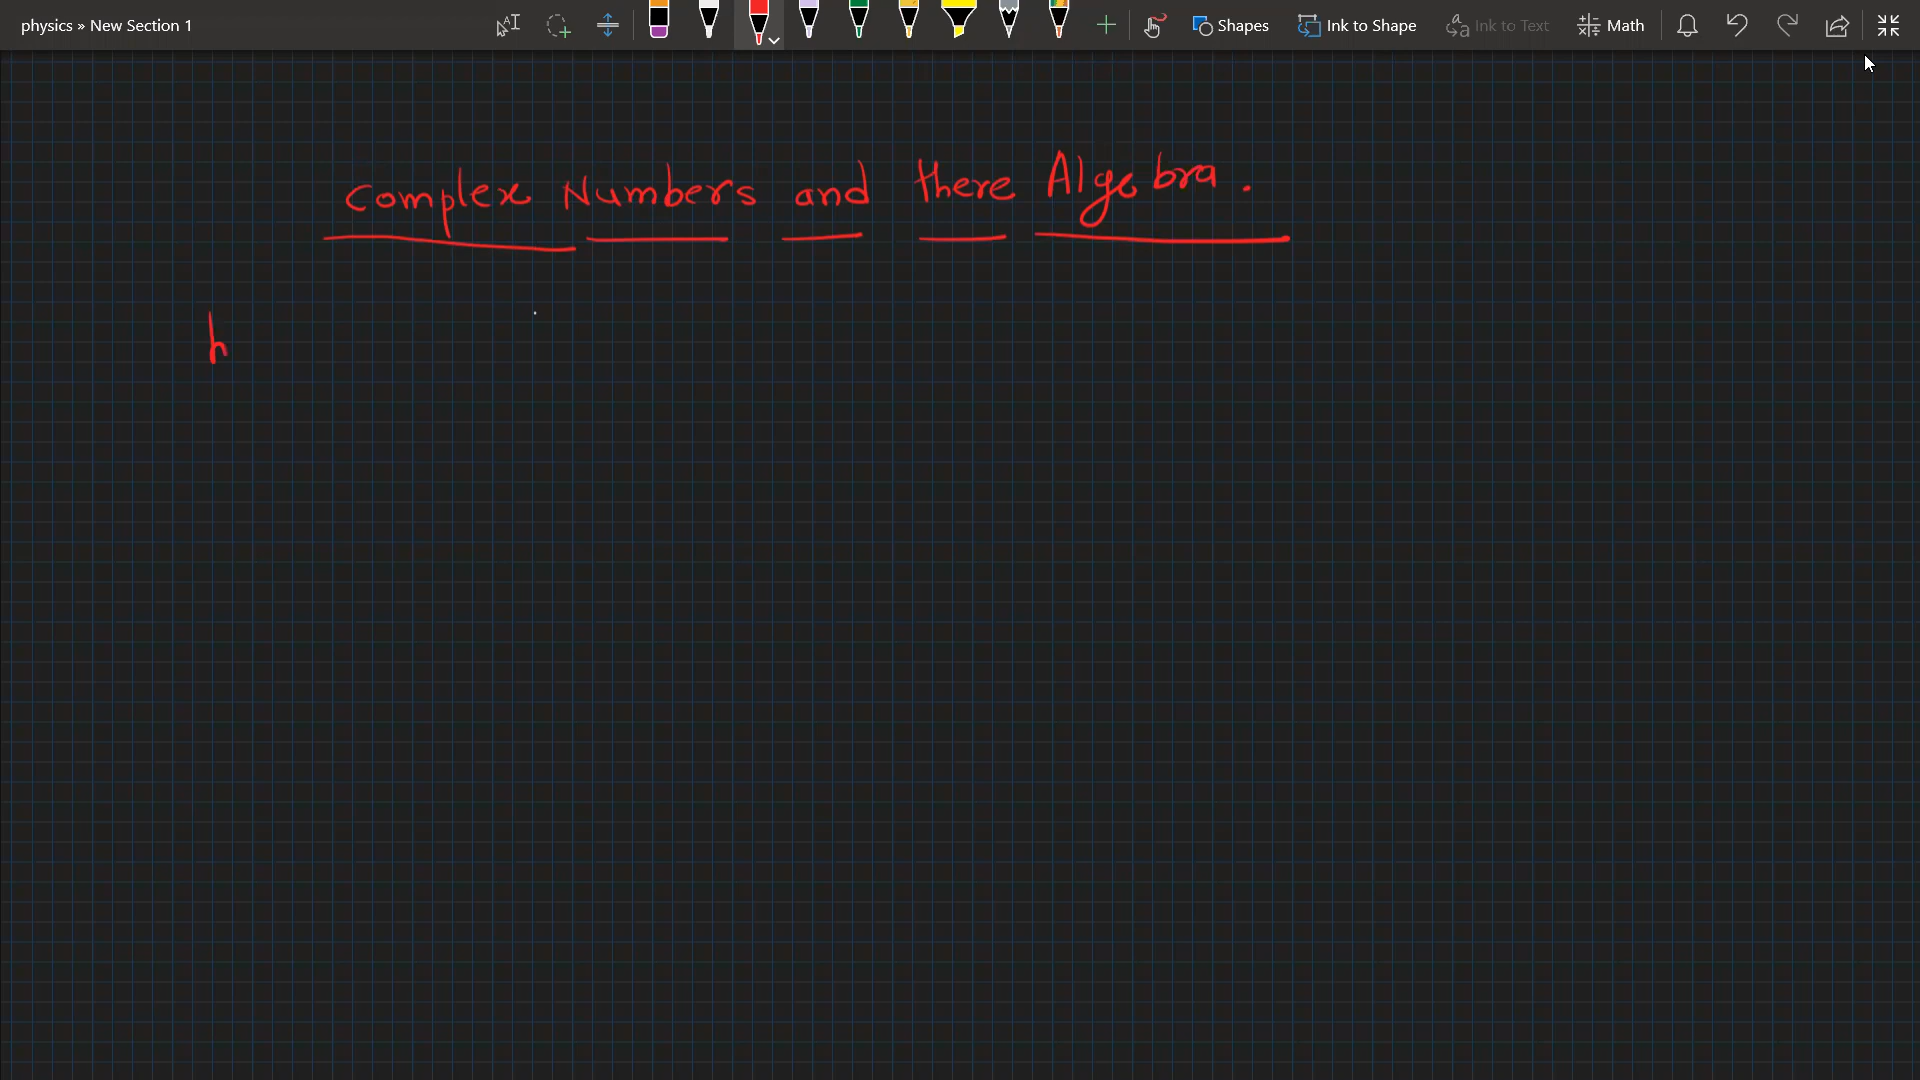 physics » New Section 1
Shapes
Ink to Shape
Ink to Text
Math
Complex Numbers and there Algebra.
h